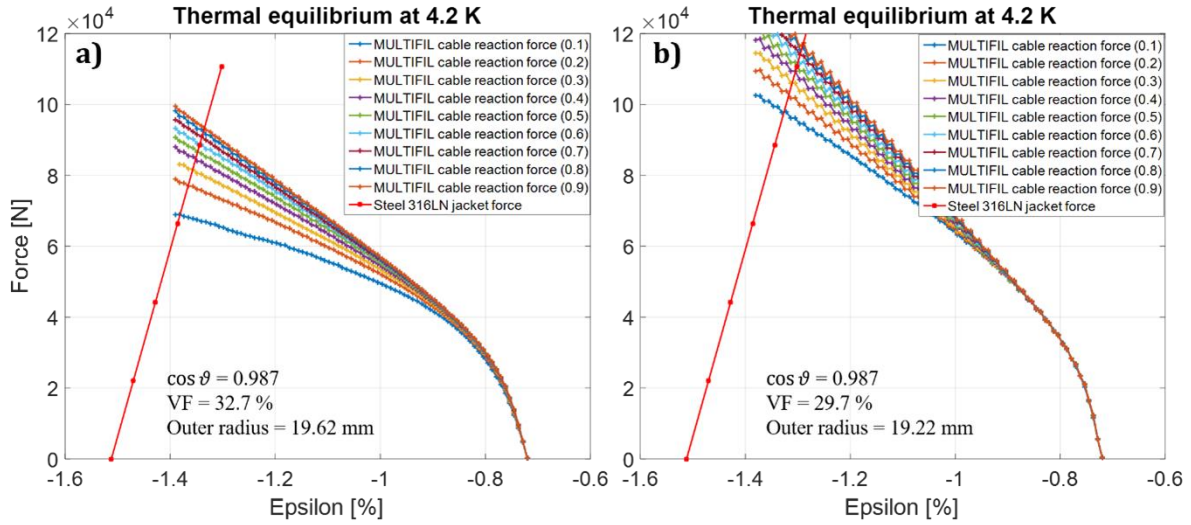 Thermal equilibrium at 4.2 K
×10⁴
a)
12
10
8
6
4
2
0
Force [N]
-1.6 -1.4 -1.2 -1 -0.8 -0.6
Epsilon [%]
MULTIFIL cable reaction force (0.1)
MULTIFIL cable reaction force (0.2)
MULTIFIL cable reaction force (0.3)
MULTIFIL cable reaction force (0.4)
MULTIFIL cable reaction force (0.5)
MULTIFIL cable reaction force (0.6)
MULTIFIL cable reaction force (0.7)
MULTIFIL cable reaction force (0.8)
MULTIFIL cable reaction force (0.9)
Steel 316LN jacket force
cos ϑ = 0.987
VF = 32.7 %
Outer radius = 19.62 mm
Thermal equilibrium at 4.2 K
×10⁴
b)
12
10
8
6
4
2
0
-1.6 -1.4 -1.2 -1 -0.8 -0.6
Epsilon [%]
MULTIFIL cable reaction force (0.1)
MULTIFIL cable reaction force (0.2)
MULTIFIL cable reaction force (0.3)
MULTIFIL cable reaction force (0.4)
MULTIFIL cable reaction force (0.5)
MULTIFIL cable reaction force (0.6)
MULTIFIL cable reaction force (0.7)
MULTIFIL cable reaction force (0.8)
MULTIFIL cable reaction force (0.9)
Steel 316LN jacket force
cos ϑ = 0.987
VF = 29.7 %
Outer radius = 19.22 mm